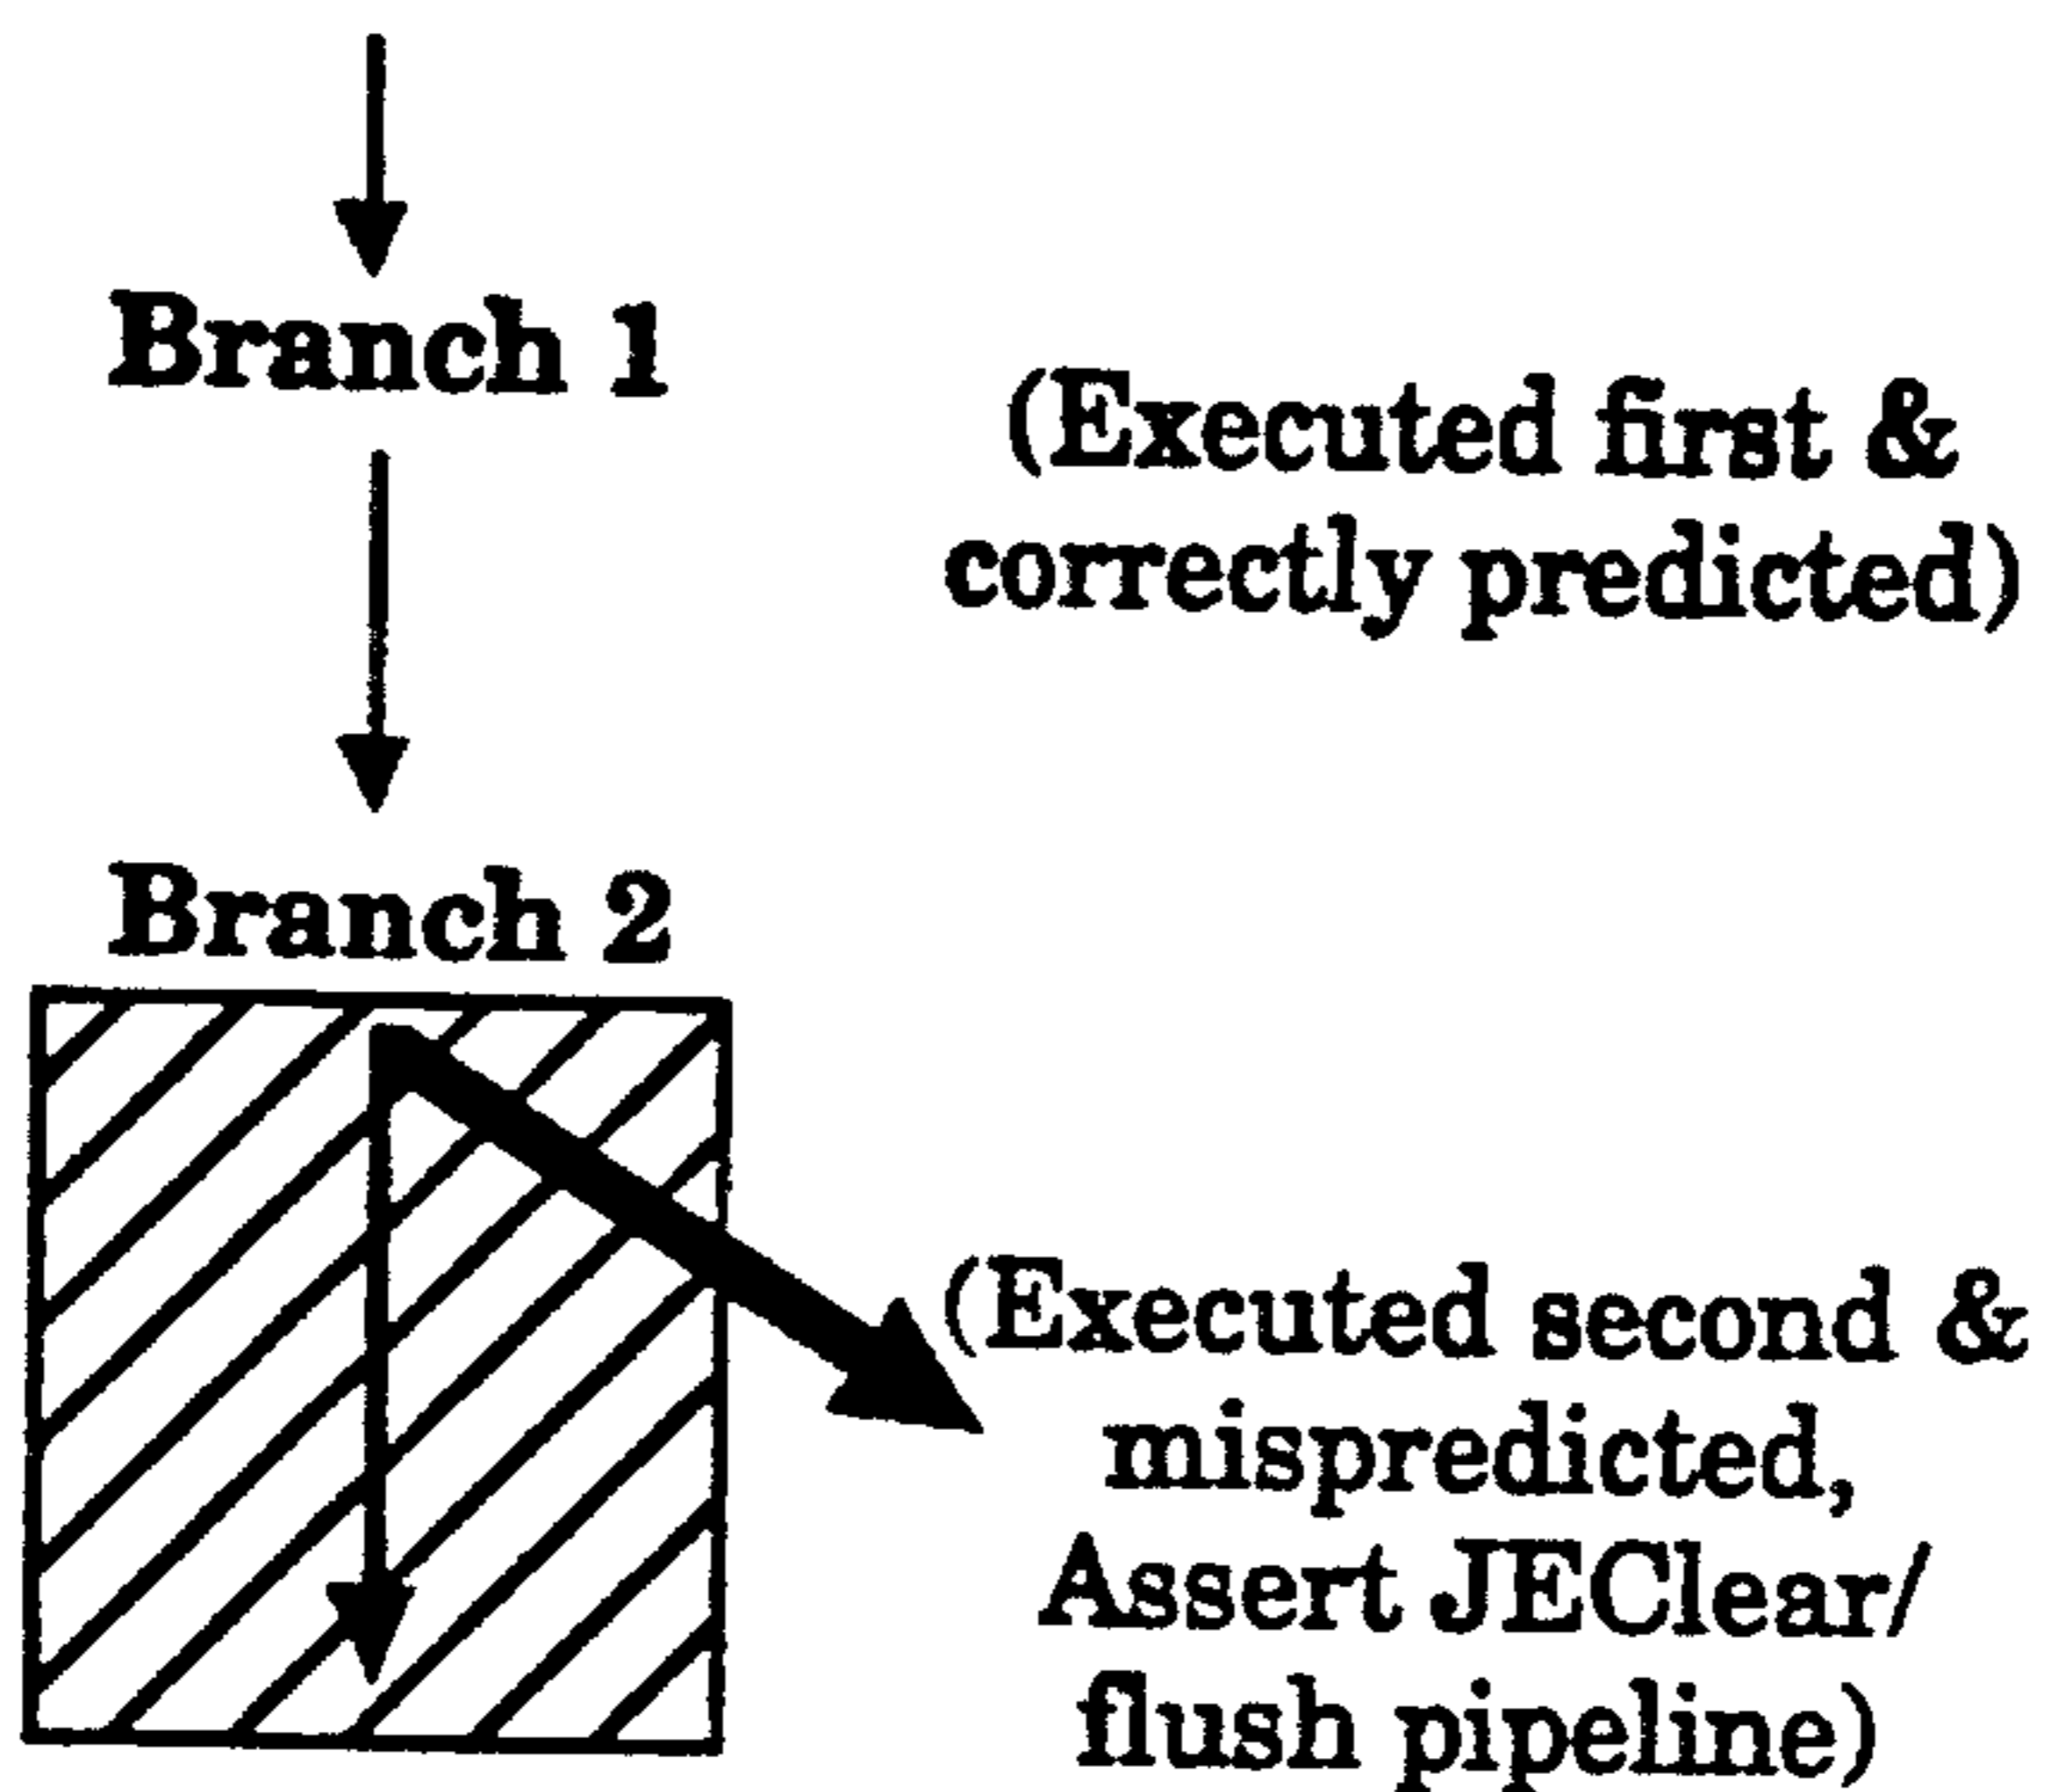 Branch 1
(Executed first &
correctly predicted)
Branch 2
(Executed second &
mispredicted,
Assert JEClear/
flush pipeline)